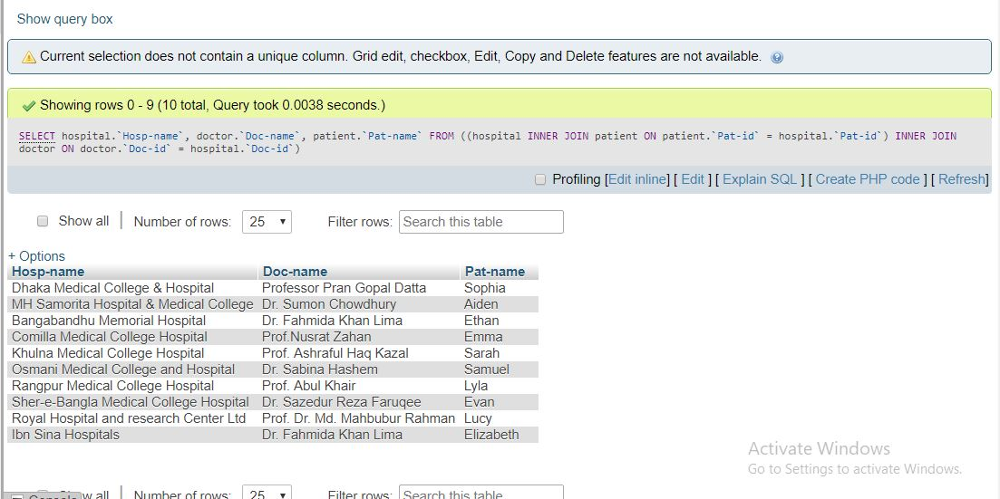 Show query box
Current selection does not contain a unique column. Grid edit, checkbox, Edit, Copy and Delete features are not available.
Showing rows 0 - 9 (10 total, Query took 0.0038 seconds.)
SELECT hospital.`Hosp-name`, doctor.`Doc-name`, patient.`Pat-name` FROM ((hospital INNER JOIN patient ON patient.`Pat-id` = hospital.`Pat-id`) INNER JOIN
doctor ON doctor.`Doc-id` = hospital.`Doc-id`)
Profiling [Edit inline] [ Edit ] [ Explain SQL ] [ Create PHP code ] [ Refresh]
Show all Number of rows: 25 Filter rows: Search this table
+ Options
Hosp-name Doc-name Pat-name
Dhaka Medical College & Hospital Professor Pran Gopal Datta Sophia
MH Samorita Hospital & Medical College Dr. Sumon Chowdhury Aiden
Bangabandhu Memorial Hospital Dr. Fahmida Khan Lima Ethan
Comilla Medical College Hospital Prof.Nusrat Zahan Emma
Khulna Medical College Hospital Prof. Ashraful Haq Kazal Sarah
Osmani Medical College and Hospital Dr. Sabina Hashem Samuel
Rangpur Medical College Hospital Prof. Abul Khair Lyla
Sher-e-Bangla Medical College Hospital Dr. Sazedur Reza Faruqee Evan
Royal Hospital and research Center Ltd Prof. Dr. Md. Mahbubur Rahman Lucy
Ibn Sina Hospitals Dr. Fahmida Khan Lima Elizabeth
Activate Windows
Go to Settings to activate Windows.
Console w all Number of rows: 25 Filter rows: Search this table